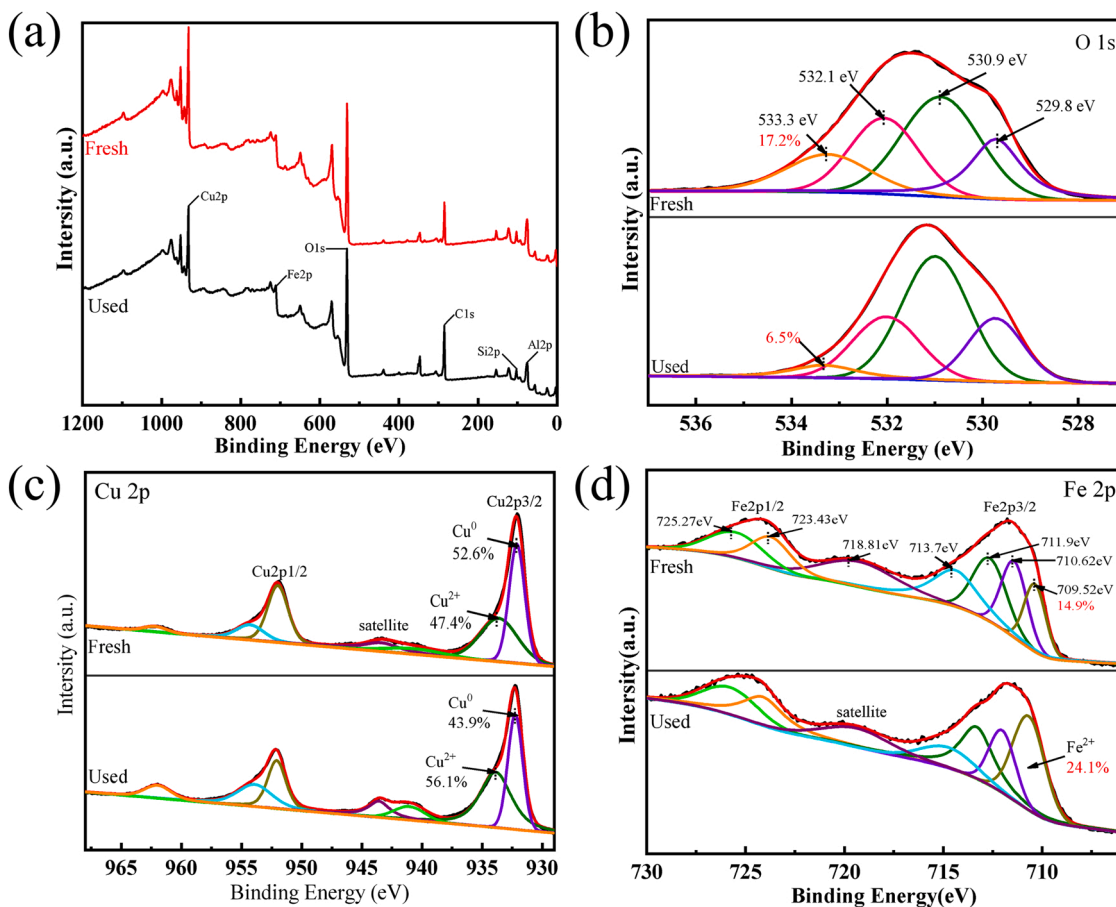 (a)
Intersity (a.u.)
Fresh
Used
Cu2p
Fe2p
O1s
C1s
Si2p
Al2p
1200 1000 800 600 400 200 0
Binding Energy (eV)
(b)
O 1s
Intersity (a.u.)
530.9 eV
532.1 eV
529.8 eV
533.3 eV
17.2%
Fresh
6.5%
Used
536 534 532 530 528
Binding Energy (eV)
(c)
Cu 2p
Intensity (a.u.)
Cu2p3/2
Cu⁰
52.6%
Cu2p1/2
Cu²⁺
47.4%
satellite
Fresh
Cu⁰
43.9%
Cu²⁺
56.1%
Used
965 960 955 950 945 940 935 930
Binding Energy (eV)
(d)
Fe 2p
Intersity(a.u.)
Fe2p1/2
Fe2p3/2
725.27eV
723.43eV
718.81eV
713.7eV
711.9eV
710.62eV
709.52eV
14.9%
Fresh
satellite
Used
Fe²⁺
24.1%
730 725 720 715 710
Binding Energy(eV)